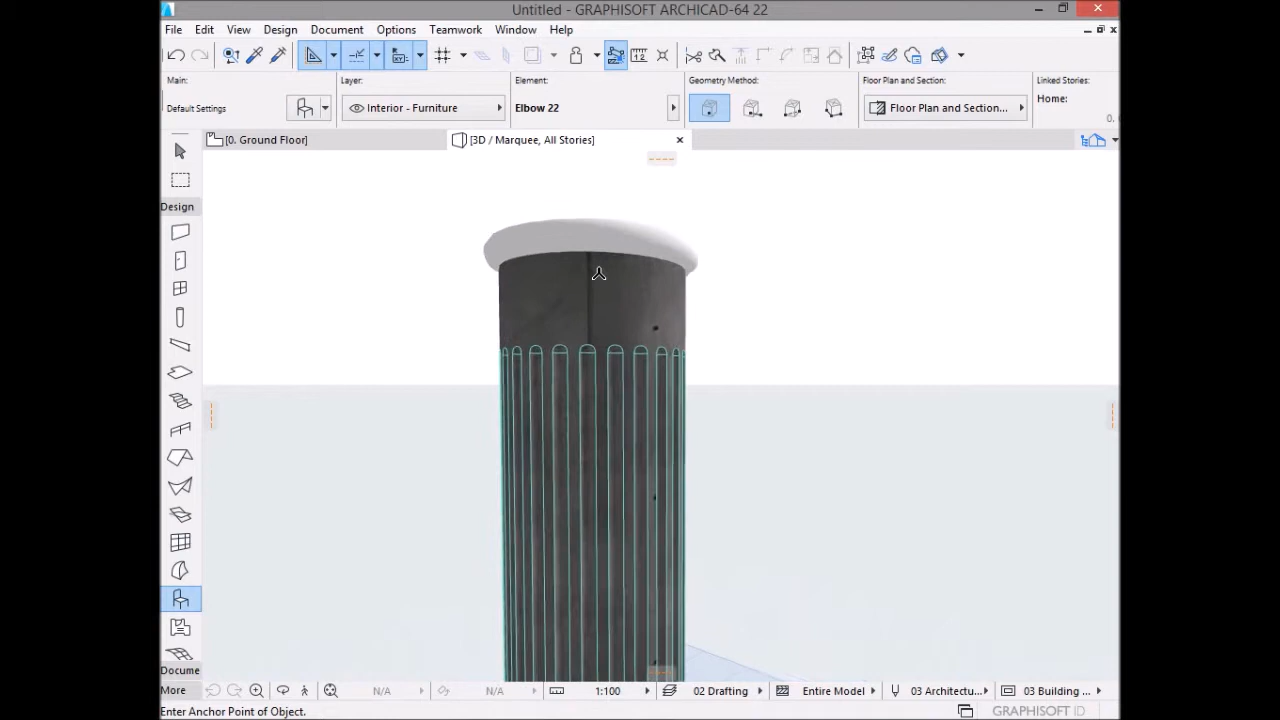 Untitled - GRAPHISOFT ARCHICAD-64 22
File Edit View Design Document Options Teamwork Window Help
Main: Layer: Element: Geometry Method: Floor Plan and Section: Linked Stories:
Default Settings Interior - Furniture Elbow 22 Floor Plan and Section... Home:
0.
[0. Ground Floor] [3D / Marquee, All Stories]
Design
Docume
More N/A N/A 1:100 02 Drafting Entire Model 03 Architectu... 03 Building ...
Enter Anchor Point of Object. GRAPHISOFT ID